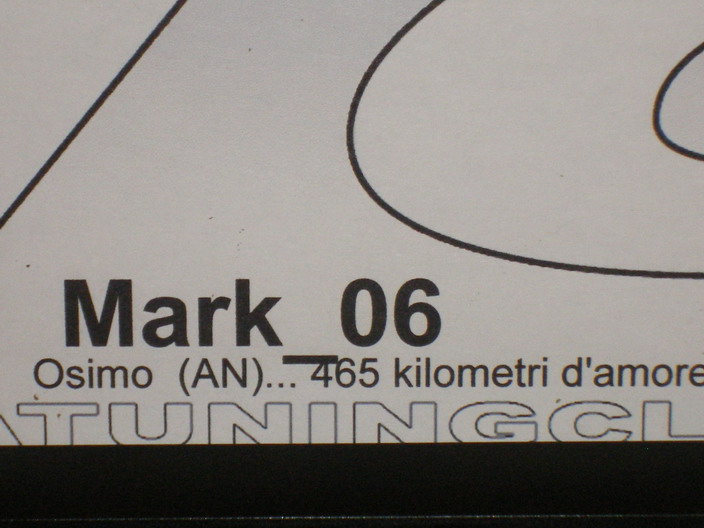 Mark_06
Osimo (AN)... 465 kilometri d'amore
TUNINGCL